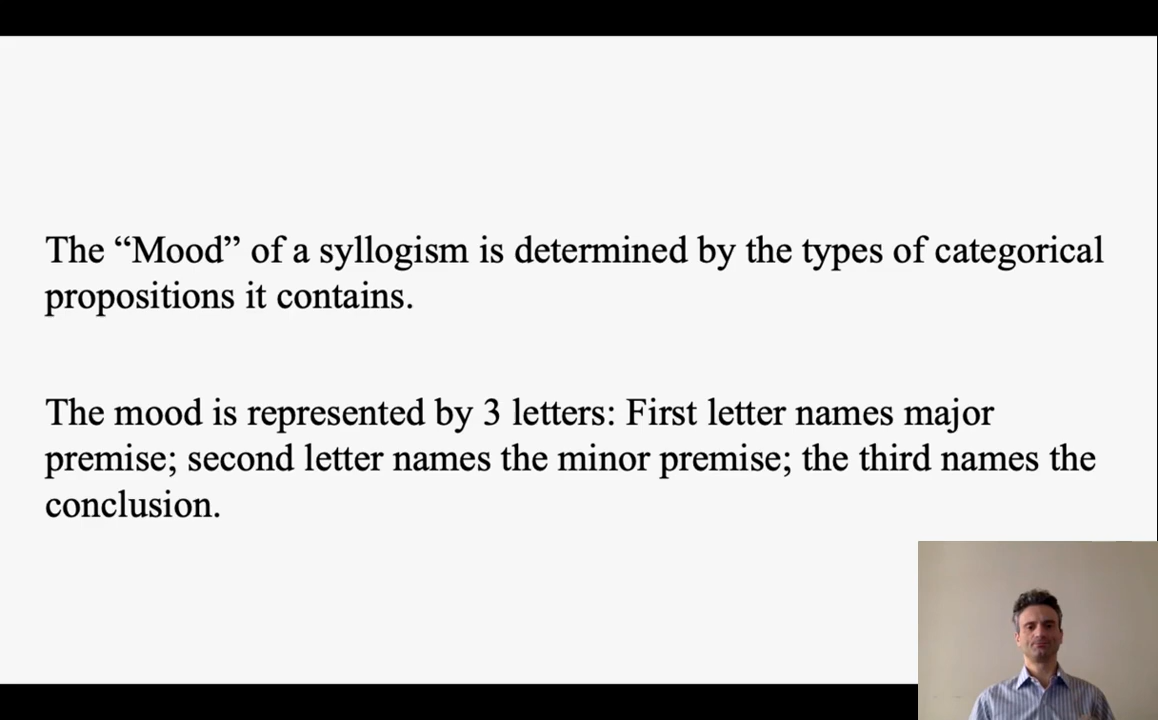 The “Mood” of a syllogism is determined by the types of categorical
propositions it contains.
The mood is represented by 3 letters: First letter names major
premise; second letter names the minor premise; the third names the
conclusion.